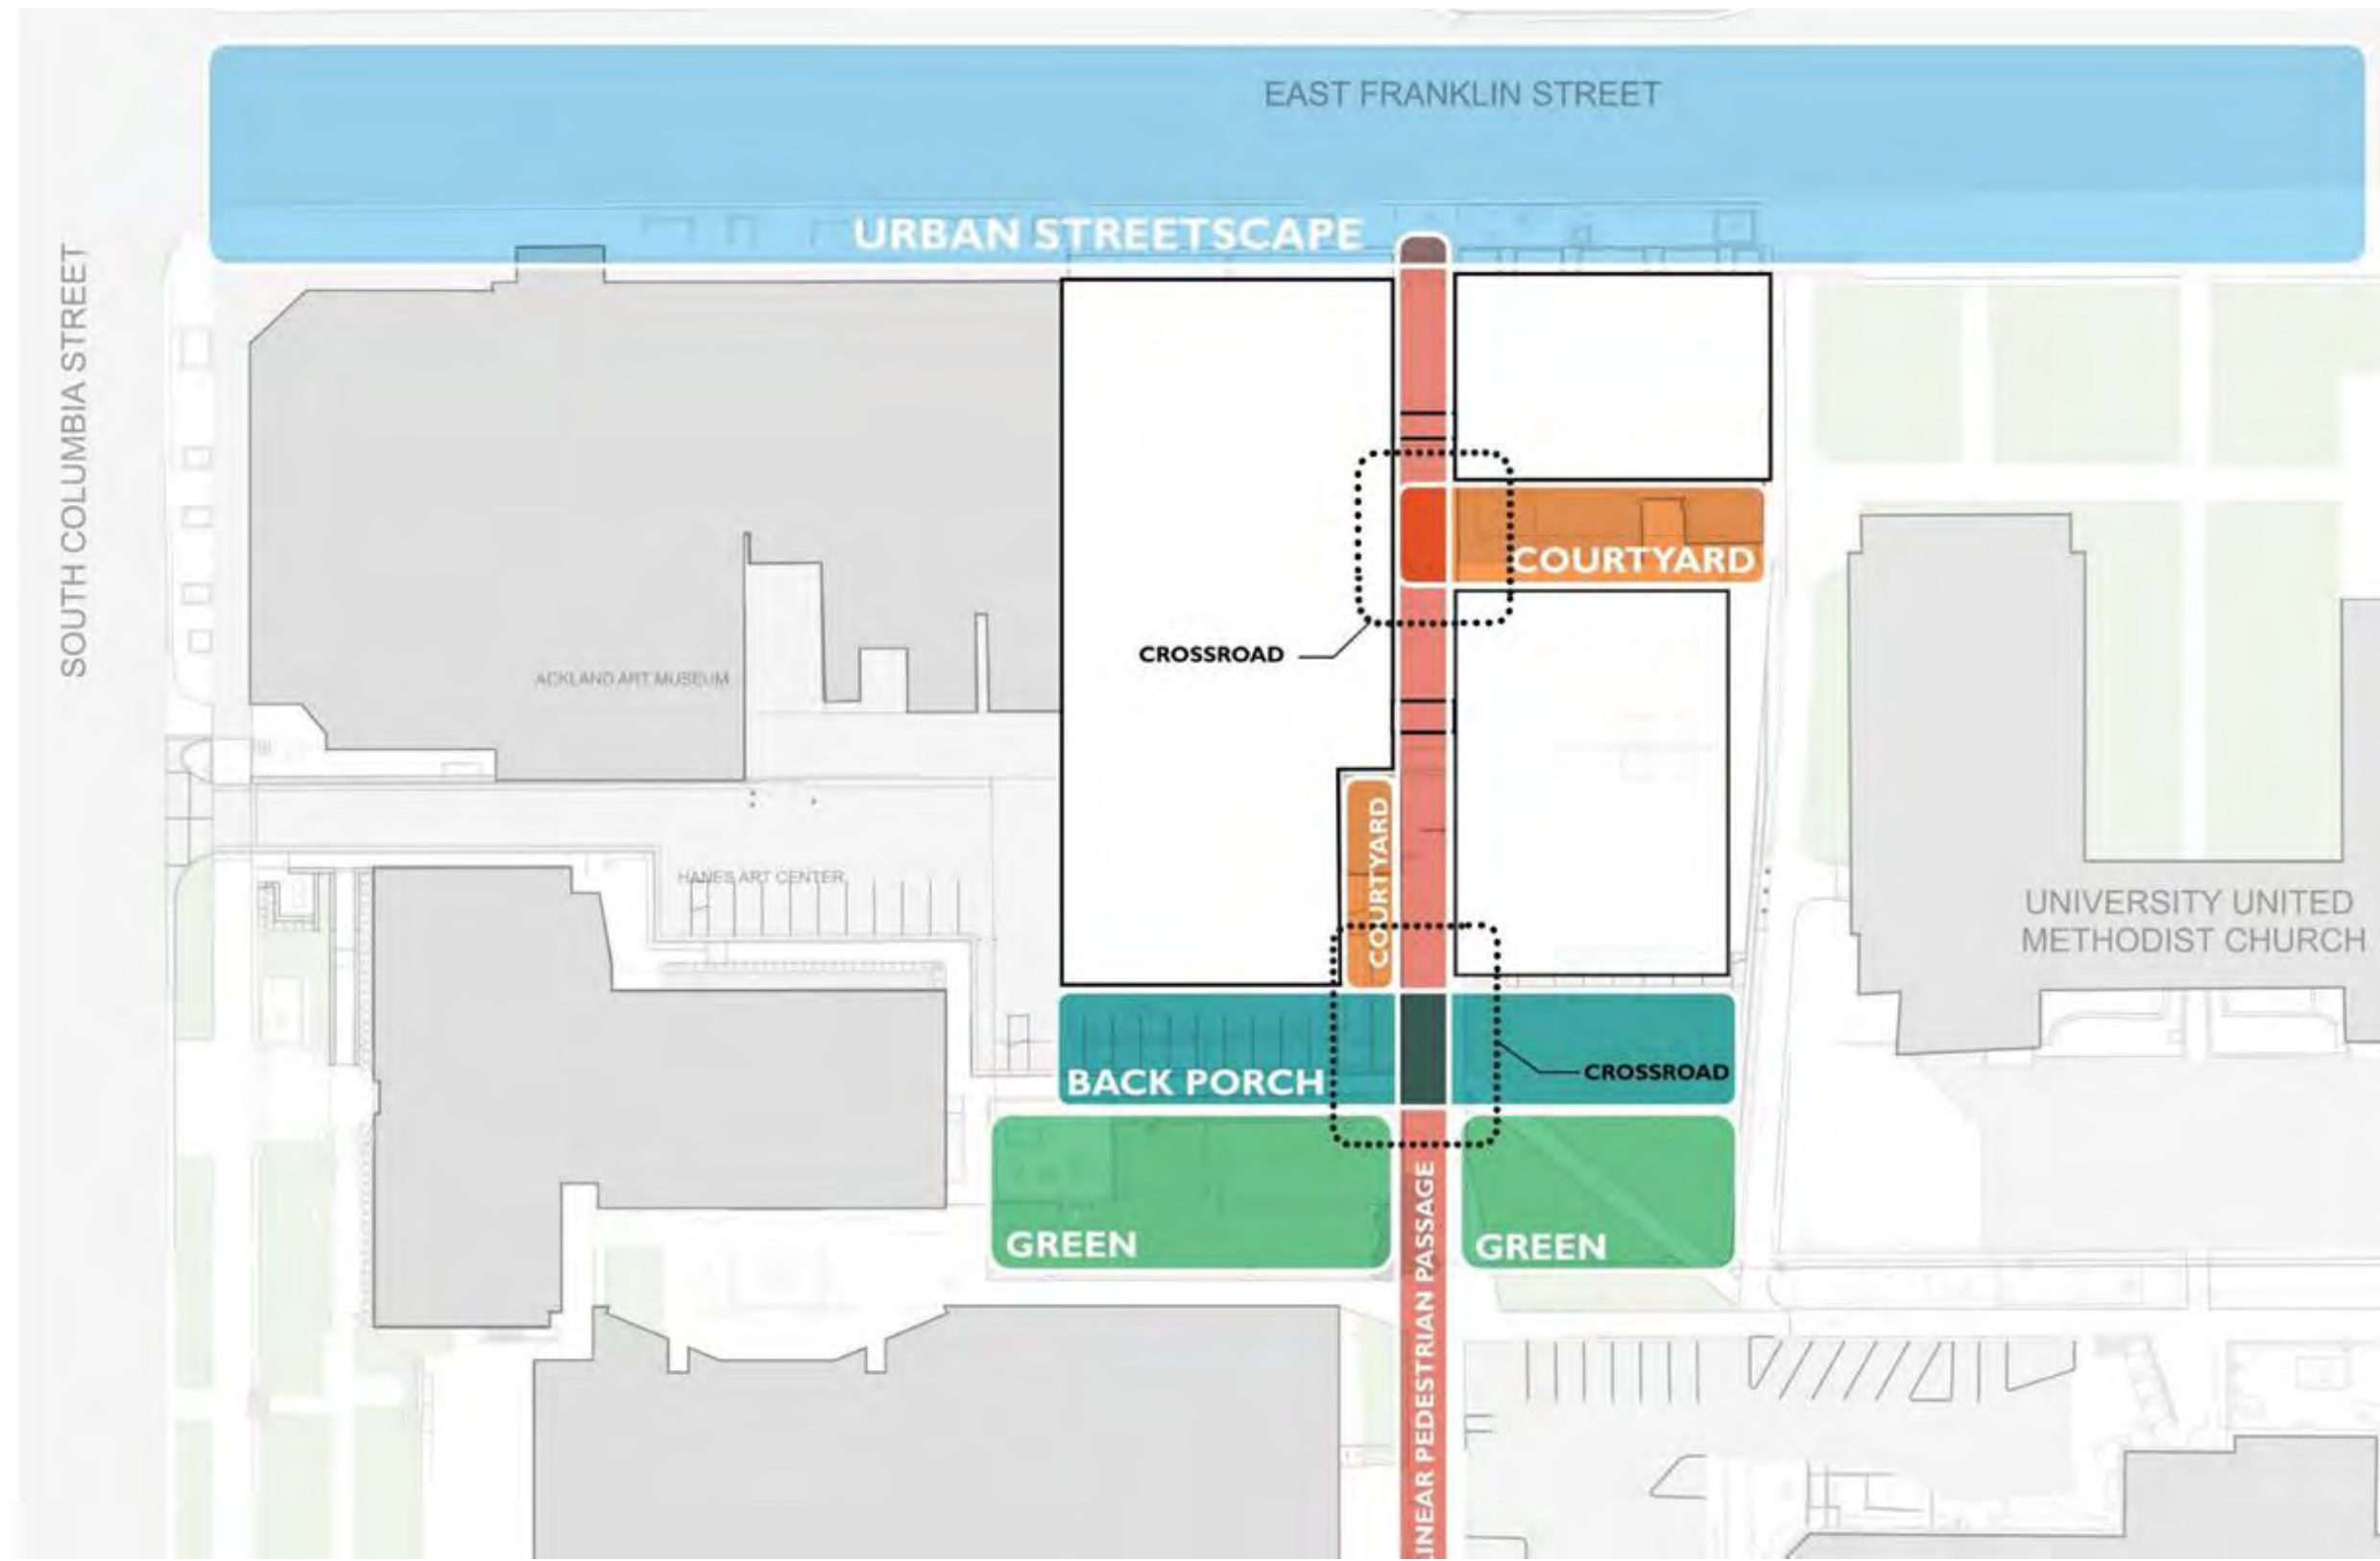 EAST FRANKLIN STREET
URBAN STREETSCAPE
SOUTH COLUMBIA STREET
COURTYARD
CROSSROAD
ACKLAND ART MUSEUM
COURTYARD
HANES ART CENTER
UNIVERSITY UNITED
METHODIST CHURCH
BACK PORCH
CROSSROAD
GREEN
GREEN
INEAR PEDESTRIAN PASSAGE